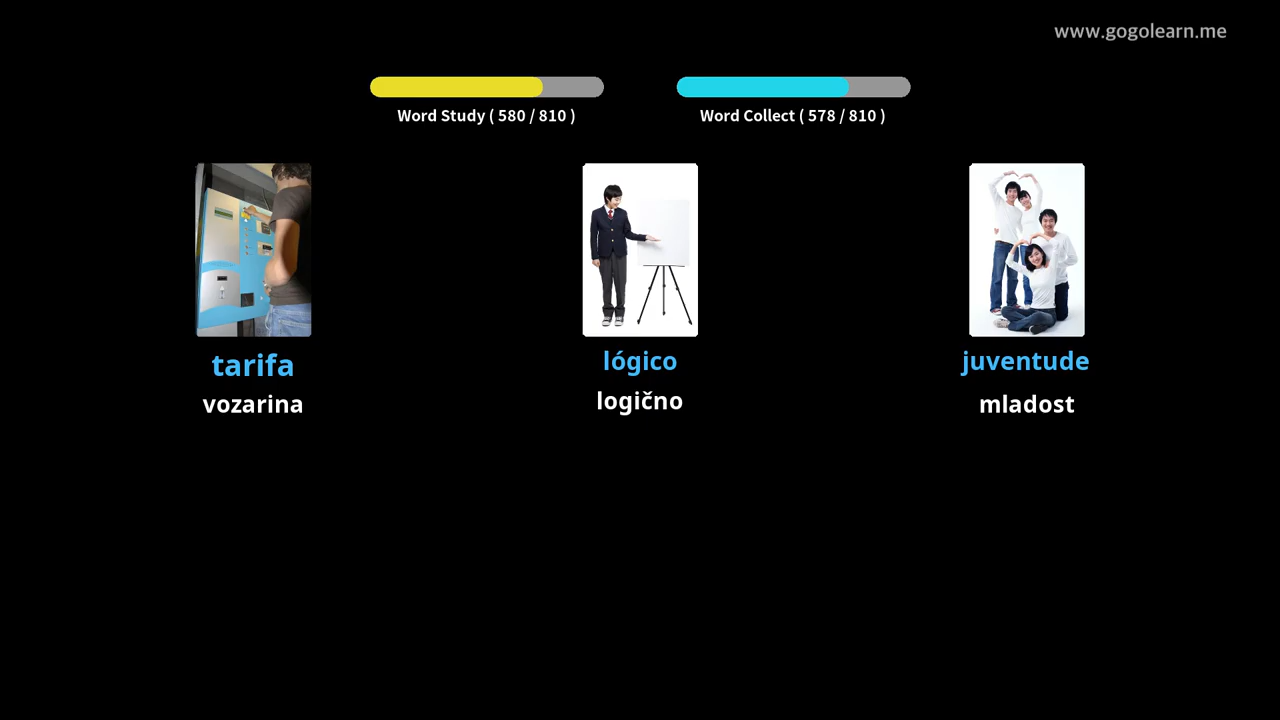 www.gogolearn.me
Word Study ( 580 / 810 )
Word Collect ( 578 / 810 )
tarifa
vozarina
lógico
logično
juventude
mladost